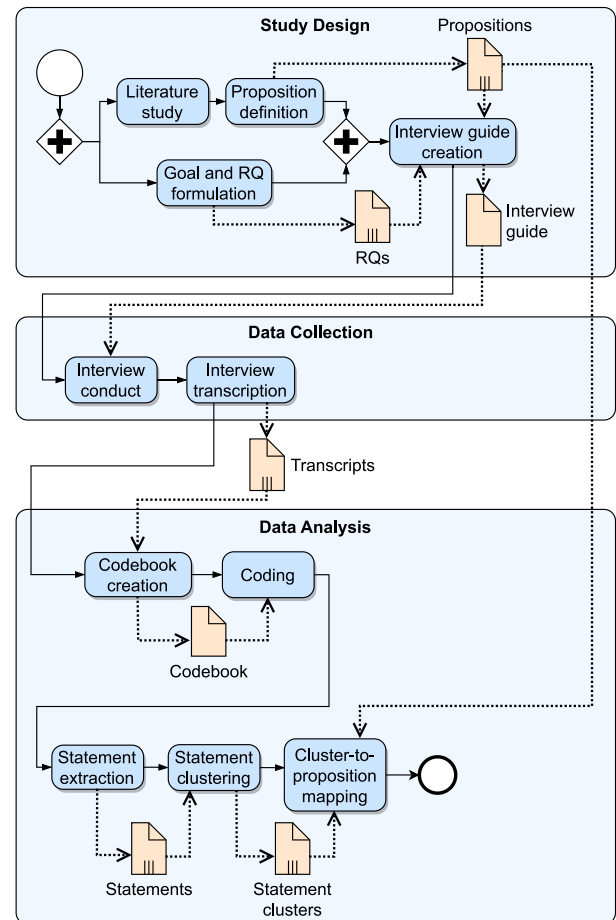 Study Design
Propositions
Literature
study
Proposition
definition
Interview guide
creation
Goal and RQ
formulation
RQs
Interview
guide
Data Collection
Interview
conduct
Interview
transcription
Transcripts
Data Analysis
Codebook
creation
Coding
Codebook
Statement
extraction
Statement
clustering
Cluster-to-
proposition
mapping
Statements
Statement
clusters